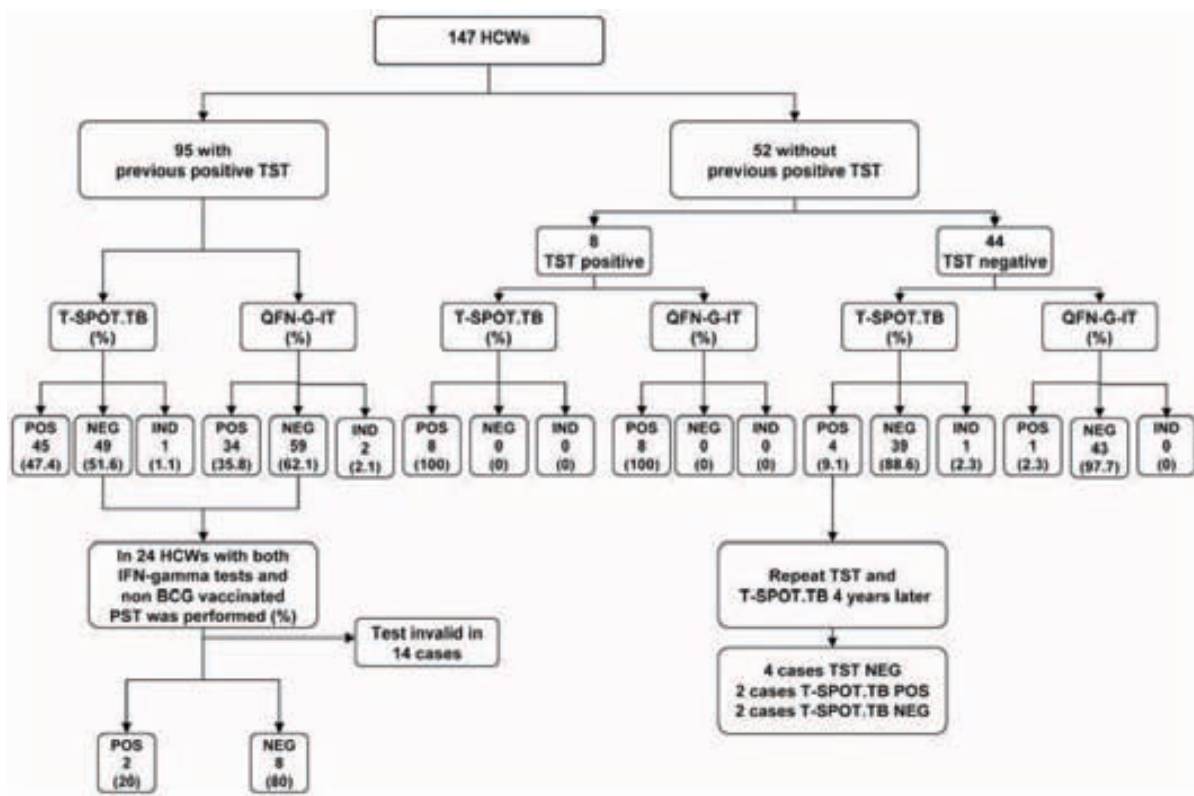 147 HCWs
95 with
previous positive TST
52 without
previous positive TST
8
TST positive
44
TST negative
T-SPOT.TB
(%)
QFN-G-IT
(%)
T-SPOT.TB
(%)
QFN-G-IT
(%)
T-SPOT.TB
(%)
QFN-G-IT
(%)
POS
45
(47.4)
NEG
49
(51.6)
IND
1
(1.1)
POS
34
(35.8)
NEG
59
(62.1)
IND
2
(2.1)
POS
8
(100)
NEG
0
(0)
IND
0
(0)
POS
8
(100)
NEG
0
(0)
IND
0
(0)
POS
4
(9.1)
NEG
39
(88.6)
IND
1
(2.3)
POS
1
(2.3)
NEG
43
(97.7)
IND
0
(0)
In 24 HCWs with both
IFN-gamma tests and
non BCG vaccinated
PST was performed (%)
Test invalid in
14 cases
POS
2
(20)
NEG
8
(80)
Repeat TST and
T-SPOT.TB 4 years later
4 cases TST NEG
2 cases T-SPOT.TB POS
2 cases T-SPOT.TB NEG